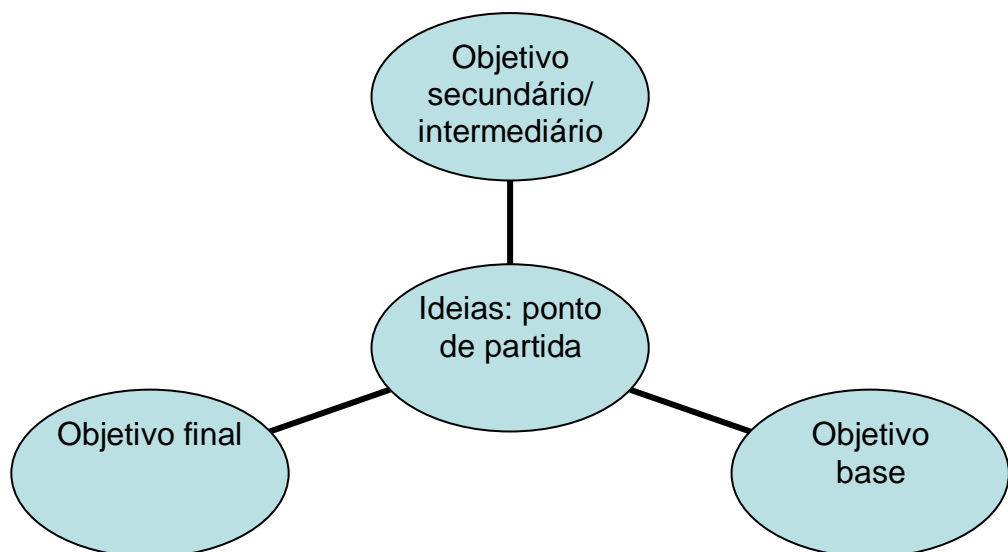 Objetivo
secundário/
intermediário
Ideias: ponto
de partida
Objetivo final
Objetivo
base